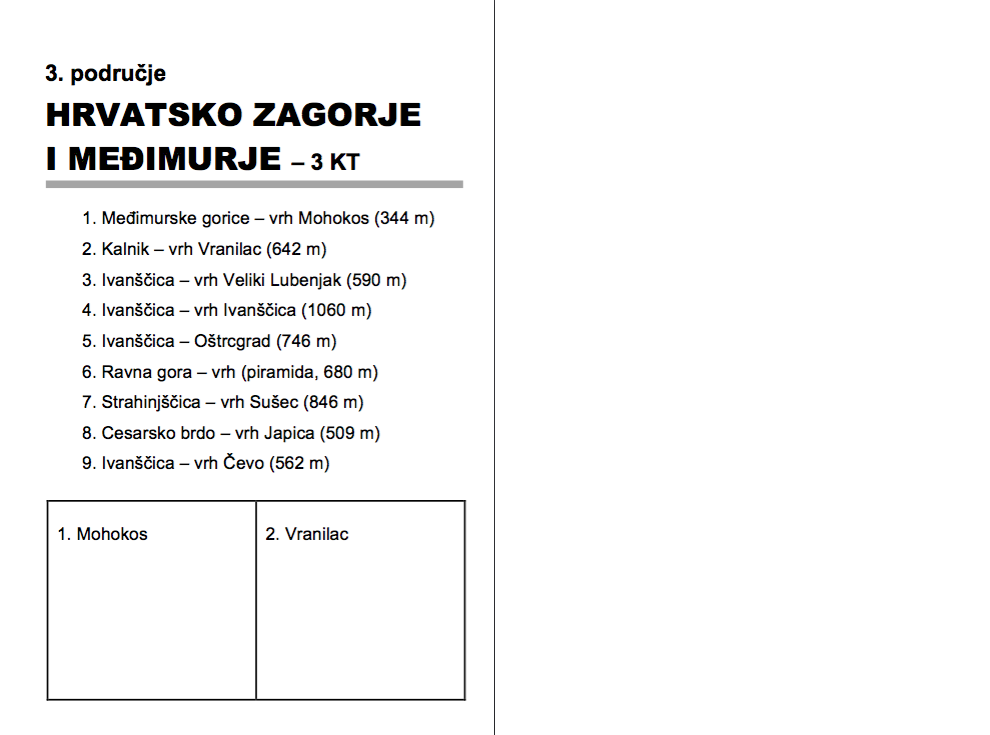 3. područje
HRVATSKO ZAGORJE
I MEĐIMURJE – 3 KT
1. Međimurske gorice – vrh Mohokos (344 m)
2. Kalnik – vrh Vranilac (642 m)
3. Ivanščica – vrh Veliki Lubenjak (590 m)
4. Ivanščica – vrh Ivanščica (1060 m)
5. Ivanščica – Oštrcgrad (746 m)
6. Ravna gora – vrh (piramida, 680 m)
7. Strahinjščica – vrh Sušec (846 m)
8. Cesarsko brdo – vrh Japica (509 m)
9. Ivanščica – vrh Čevo (562 m)
1. Mohokos
2. Vranilac